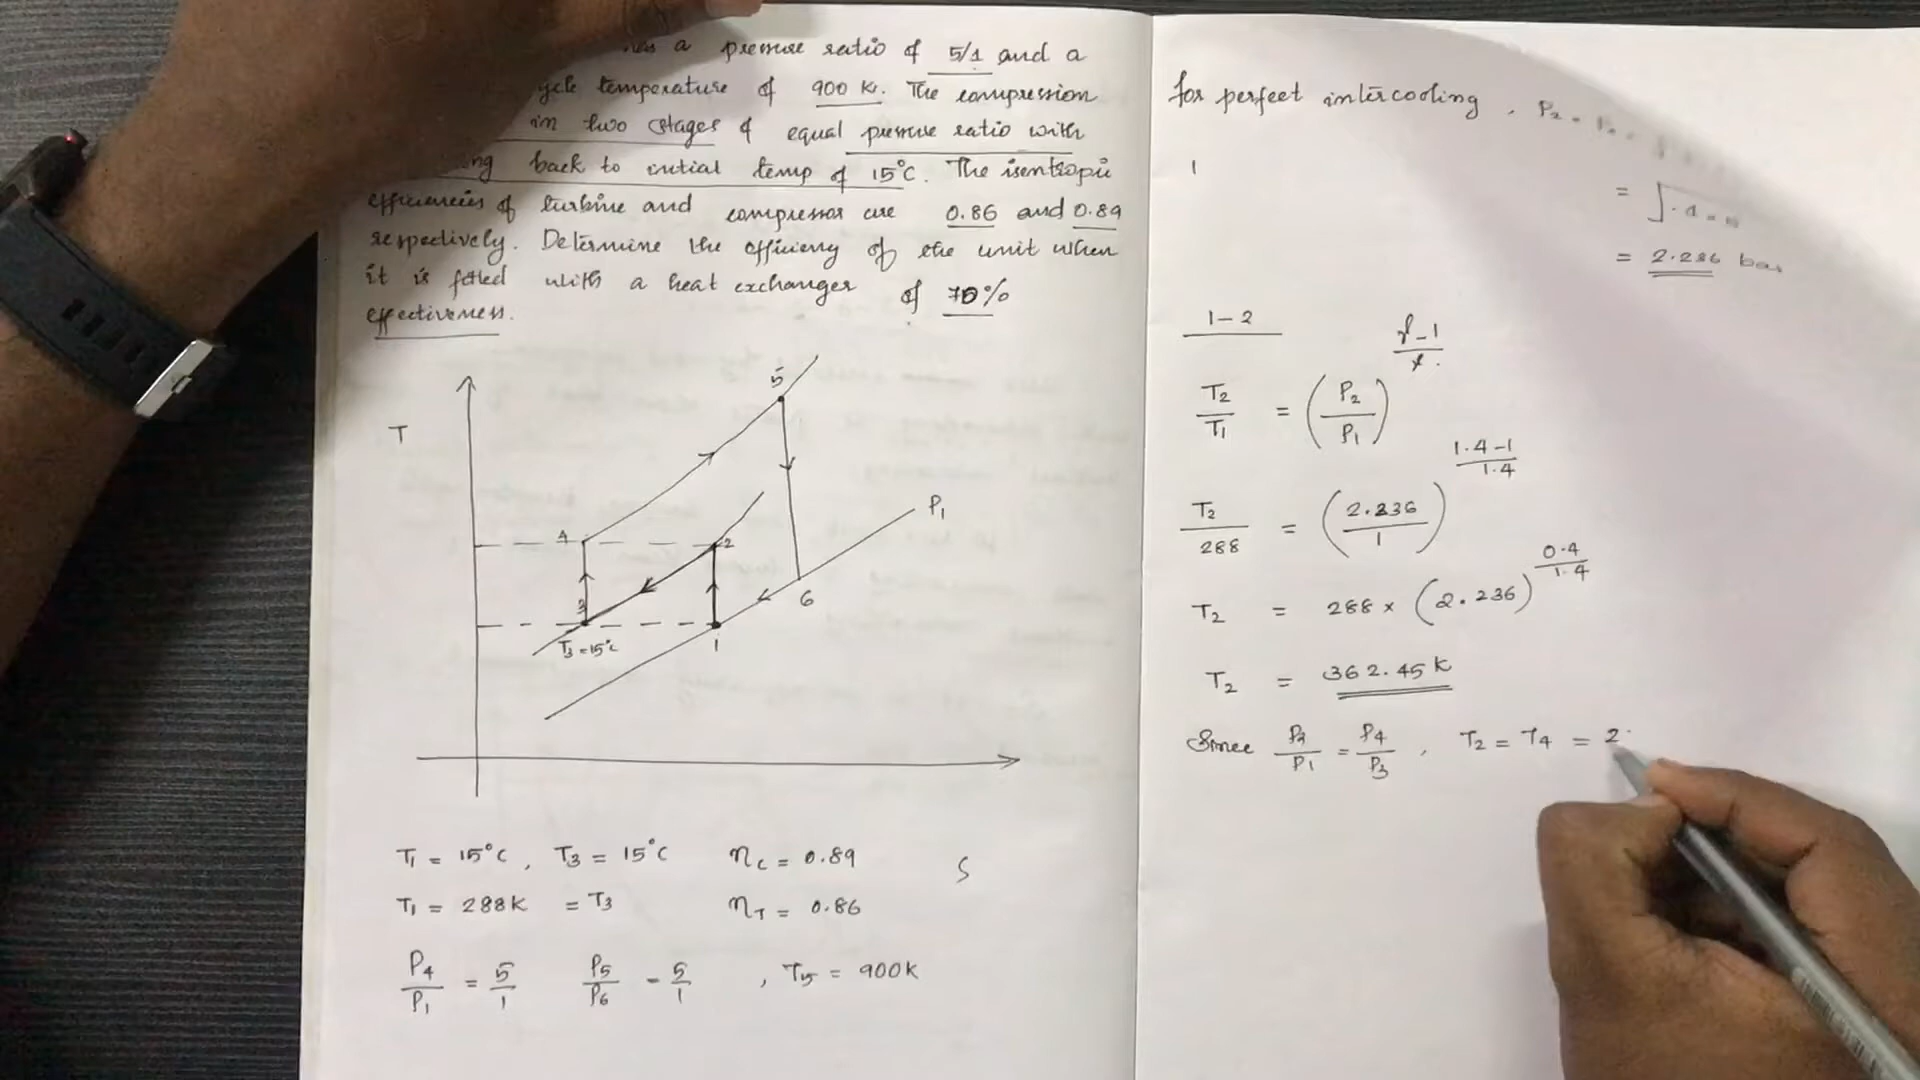 a pressure ratio of 5/1 and a
cycle temperature of 900 K. The compression
in two stages of equal pressure ratio with
back to initial temp of 15°C. The isentropic
efficiencies of turbine and compressor are 0.86 and 0.89
respectively. Determine the efficieny of the unit when
it is fitted with a heat exchanger of 70%
effectiveness.
T
5
P₁
4
2
3
6
T₃=15°C
1
T₁ = 15°C, T₃ = 15°C η_C = 0.89
S
T₁ = 288K = T₃ η_T = 0.86
P₄/P₁ = 5/1 P₅/P₆ = 5/1 , T₅ = 900K
for perfect intercooling , P₂ =
1
= √
= 2.236 bar
1-2
T₂/T₁ = (P₂/P₁)^(γ-1/γ)
T₂/288 = (2.236/1)^(1.4-1/1.4)
T₂ = 288 × (2.236)^(0.4/1.4)
T₂ = 362.45 K
Since P₂/P₁ = P₄/P₃ , T₂ = T₄ = 2